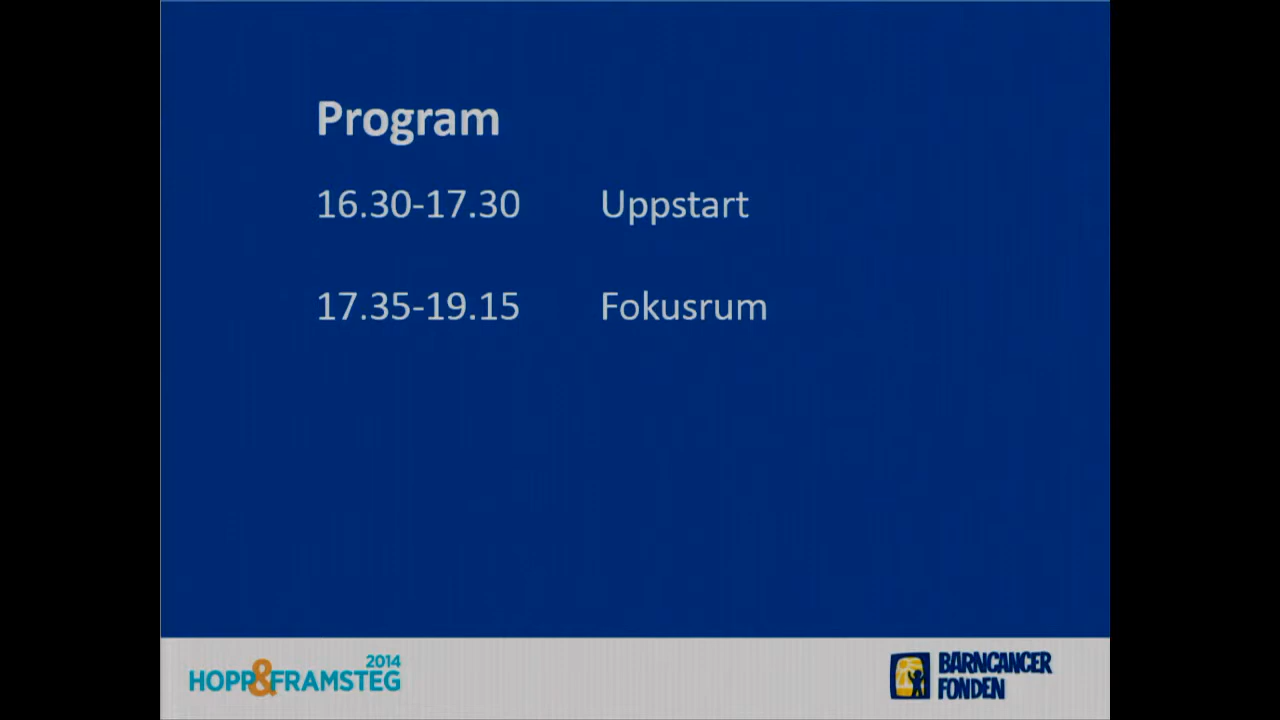 Program
16.30-17.30 Uppstart
17.35-19.15 Fokusrum
2014
HOPP&FRAMSTEG
BARNCANCER
FONDEN